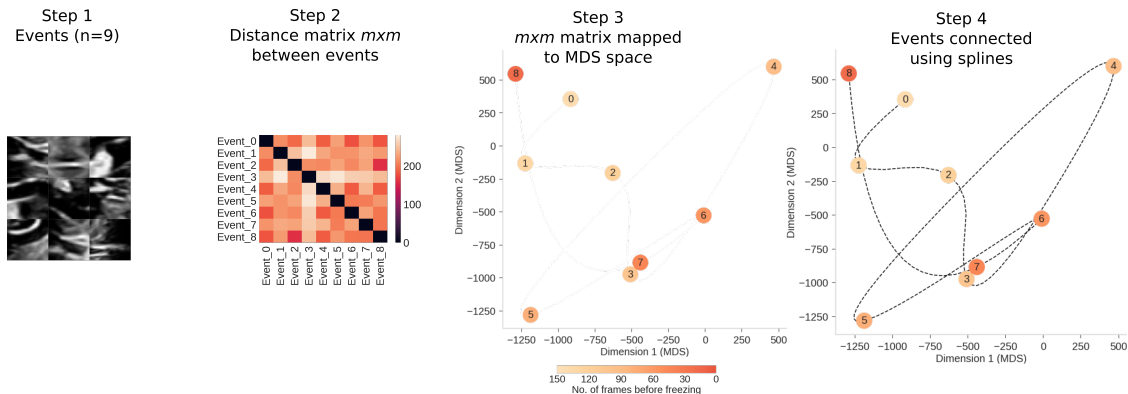 Step 1
Events (n=9)
Step 2
Distance matrix mxm
between events
Step 3
mxm matrix mapped
to MDS space
Step 4
Events connected
using splines
Event_0
Event_1
Event_2
Event_3
Event_4
Event_5
Event_6
Event_7
Event_8
Event_0
Event_1
Event_2
Event_3
Event_4
Event_5
Event_6
Event_7
Event_8
200
100
0
Dimension 2 (MDS)
500
250
0
−250
−500
−750
−1000
−1250
8
4
0
1
2
6
7
3
5
−1250
−1000
−750
−500
−250
0
250
500
Dimension 1 (MDS)
150
120
90
60
30
0
No. of frames before freezing
Dimension 2 (MDS)
500
250
0
−250
−500
−750
−1000
−1250
8
4
0
1
2
6
7
3
5
−1250
−1000
−750
−500
−250
0
250
500
Dimension 1 (MDS)